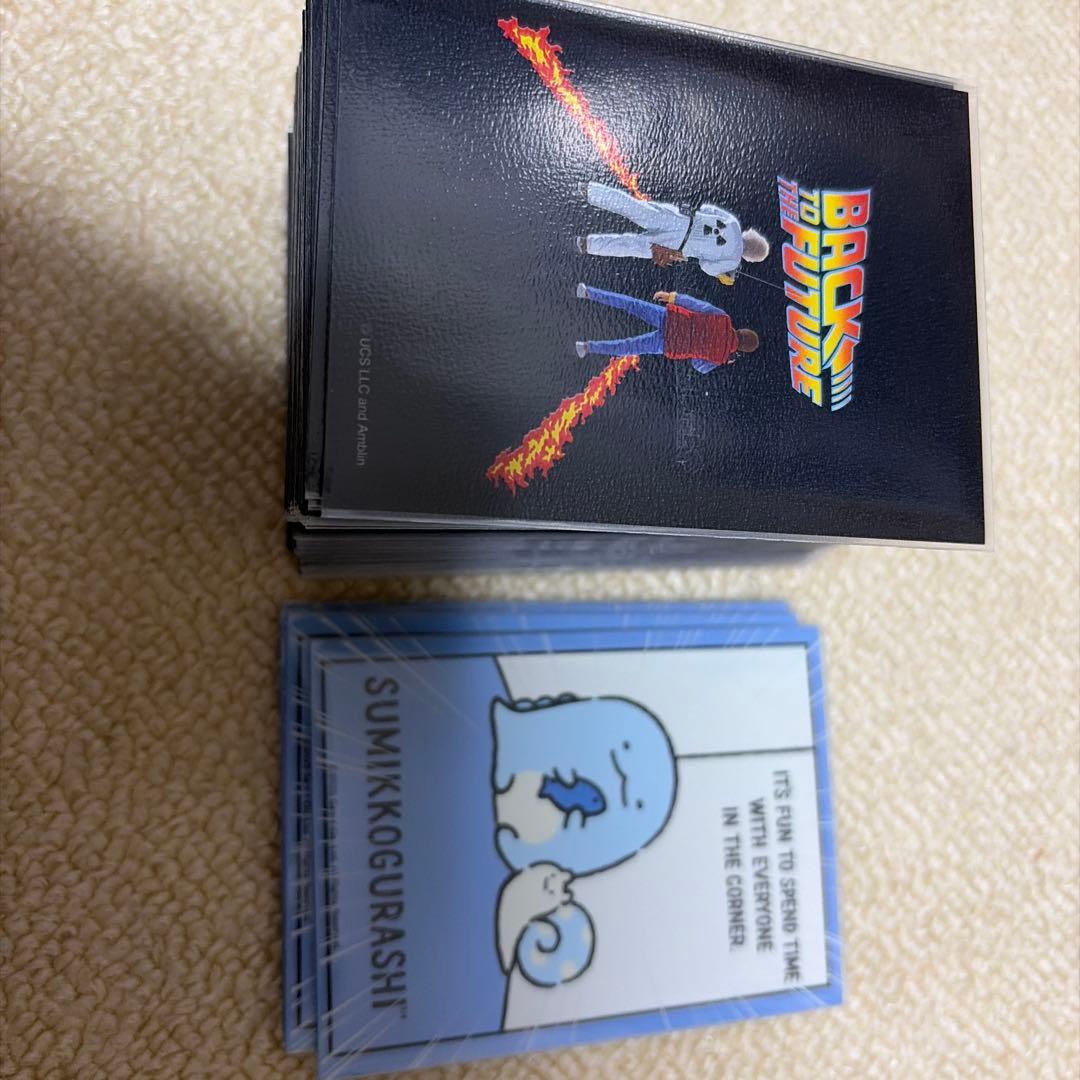 BACK
TO
THE FUTURE
© UCS LLC and Amblin
IT'S FUN TO SPEND TIME
WITH EVERYONE
IN THE CORNER.
SUMIKKOGURASHI